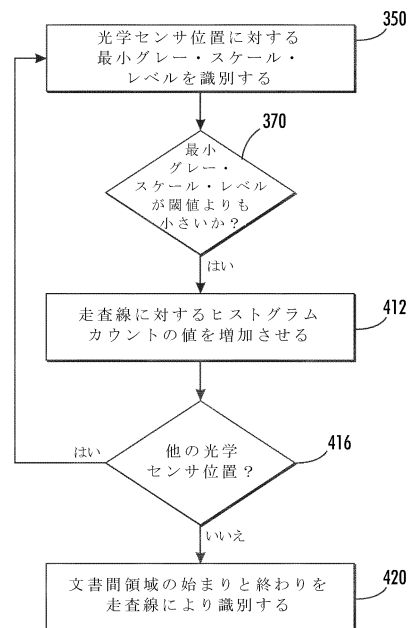 350
光学センサ位置に対する
最小グレー・スケール・
レベルを識別する
370
最小
グレー・
スケール・レベル
が閾値よりも
小さいか？
はい
412
走査線に対するヒストグラム
カウントの値を増加させる
416
はい
他の光学
センサ位置？
いいえ
420
文書間領域の始まりと終わりを
走査線により識別する